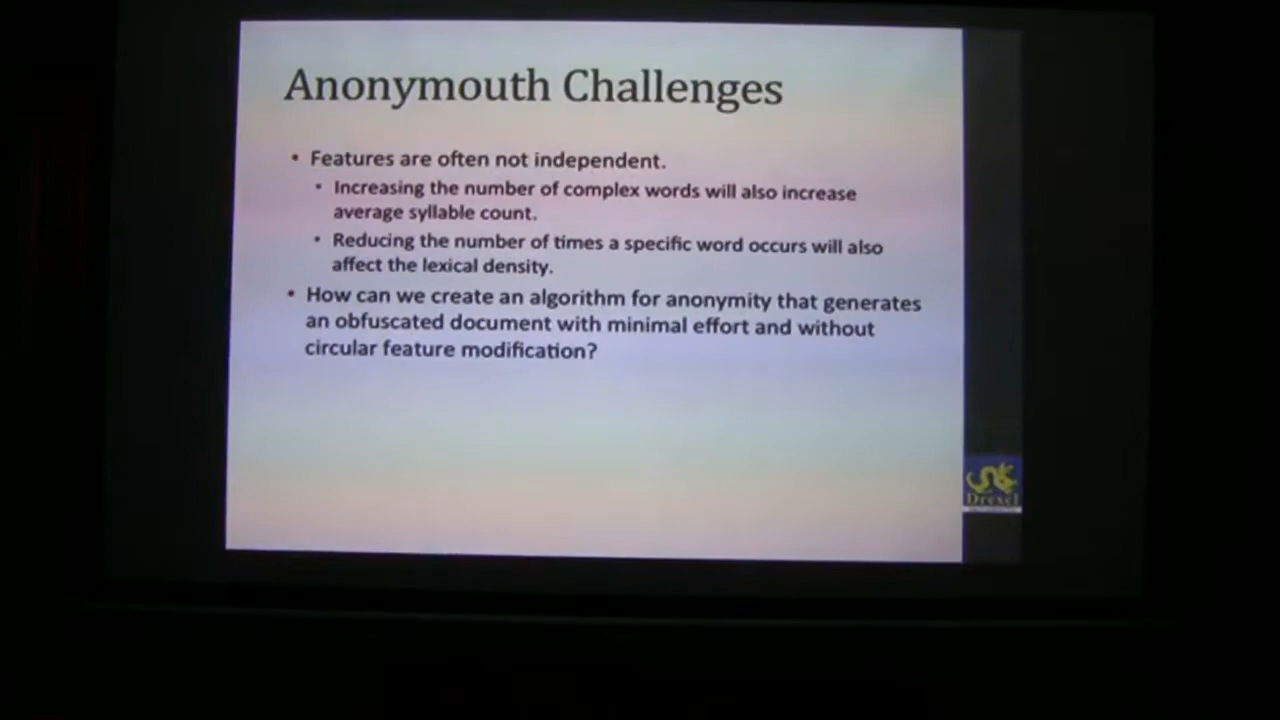 Anonymouth Challenges
• Features are often not independent.
• Increasing the number of complex words will also increase
average syllable count.
• Reducing the number of times a specific word occurs will also
affect the lexical density.
• How can we create an algorithm for anonymity that generates
an obfuscated document with minimal effort and without
circular feature modification?
Drexel